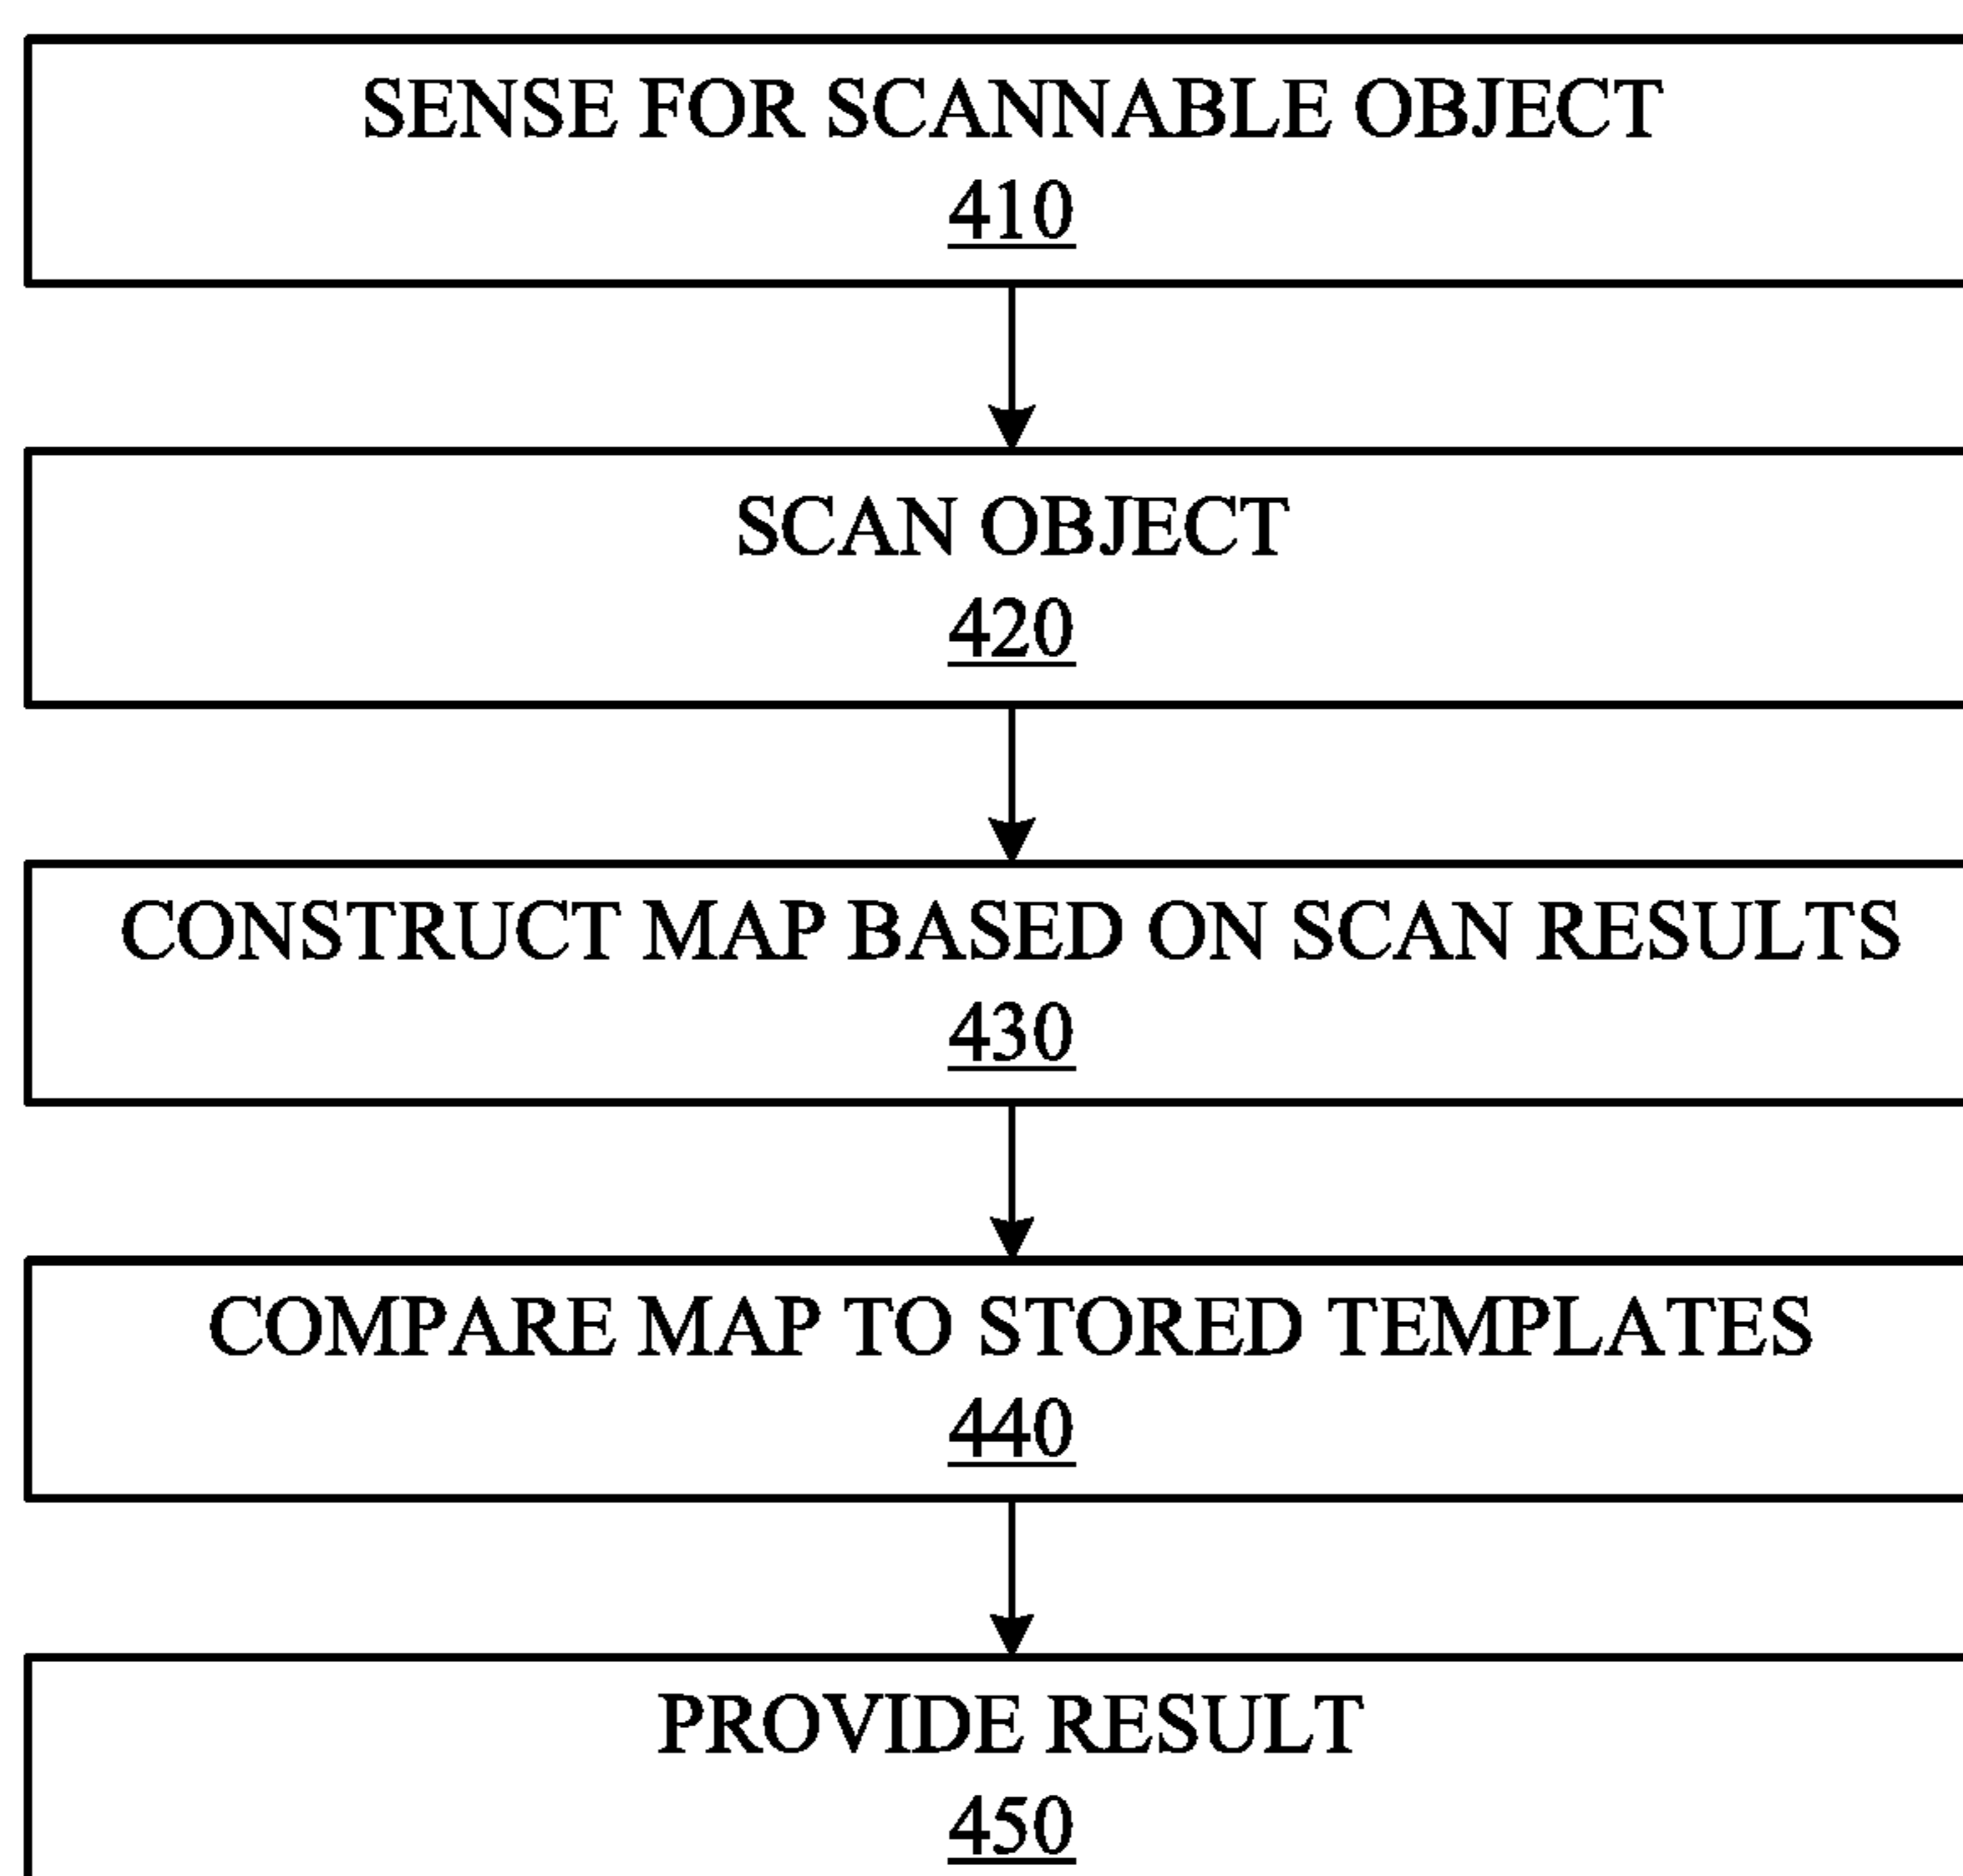 SENSE FOR SCANNABLE OBJECT
410
SCAN OBJECT
420
CONSTRUCT MAP BASED ON SCAN RESULTS
430
COMPARE MAP TO STORED TEMPLATES
440
PROVIDE RESULT
450